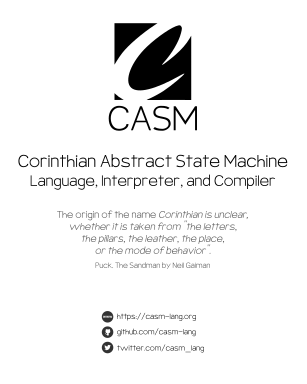 CASM
Corinthian Abstract State Machine
Language, Interpreter, and Compiler
The origin of the name Corinthian is unclear,
whether it is taken from "the letters,
the pillars, the leather, the place,
or the mode of behavior".
Puck, The Sandman by Neil Gaiman
https://casm-lang.org
github.com/casm-lang
twitter.com/casm_lang